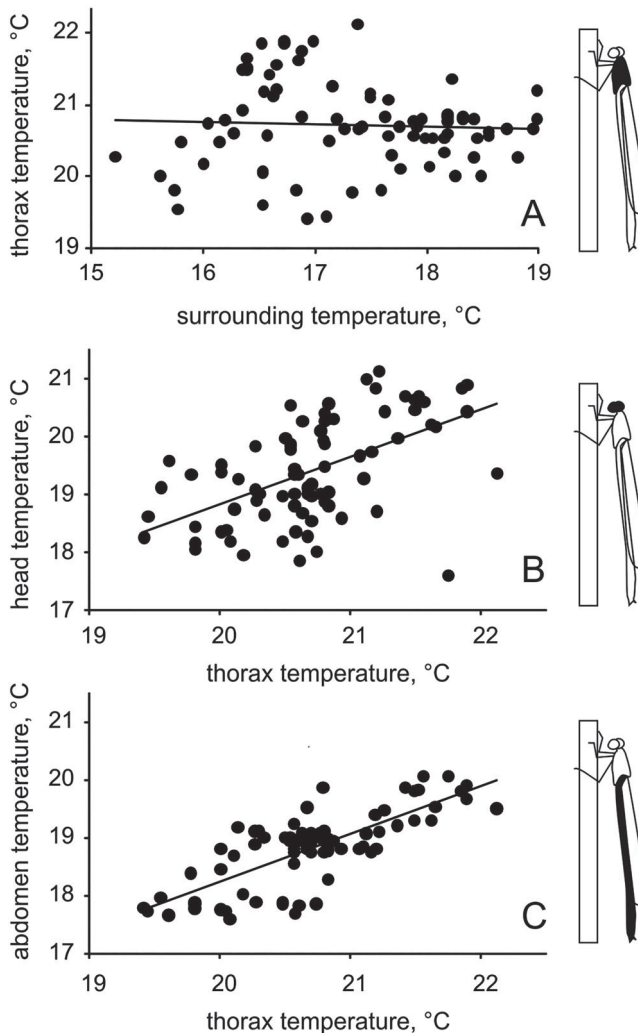 22
21
20
19
thorax temperature, °C
A
15 16 17 18 19
surrounding temperature, °C
21
20
19
18
17
head temperature, °C
B
19 20 21 22
thorax temperature, °C
21
20
19
18
17
abdomen temperature, °C
C
19 20 21 22
thorax temperature, °C